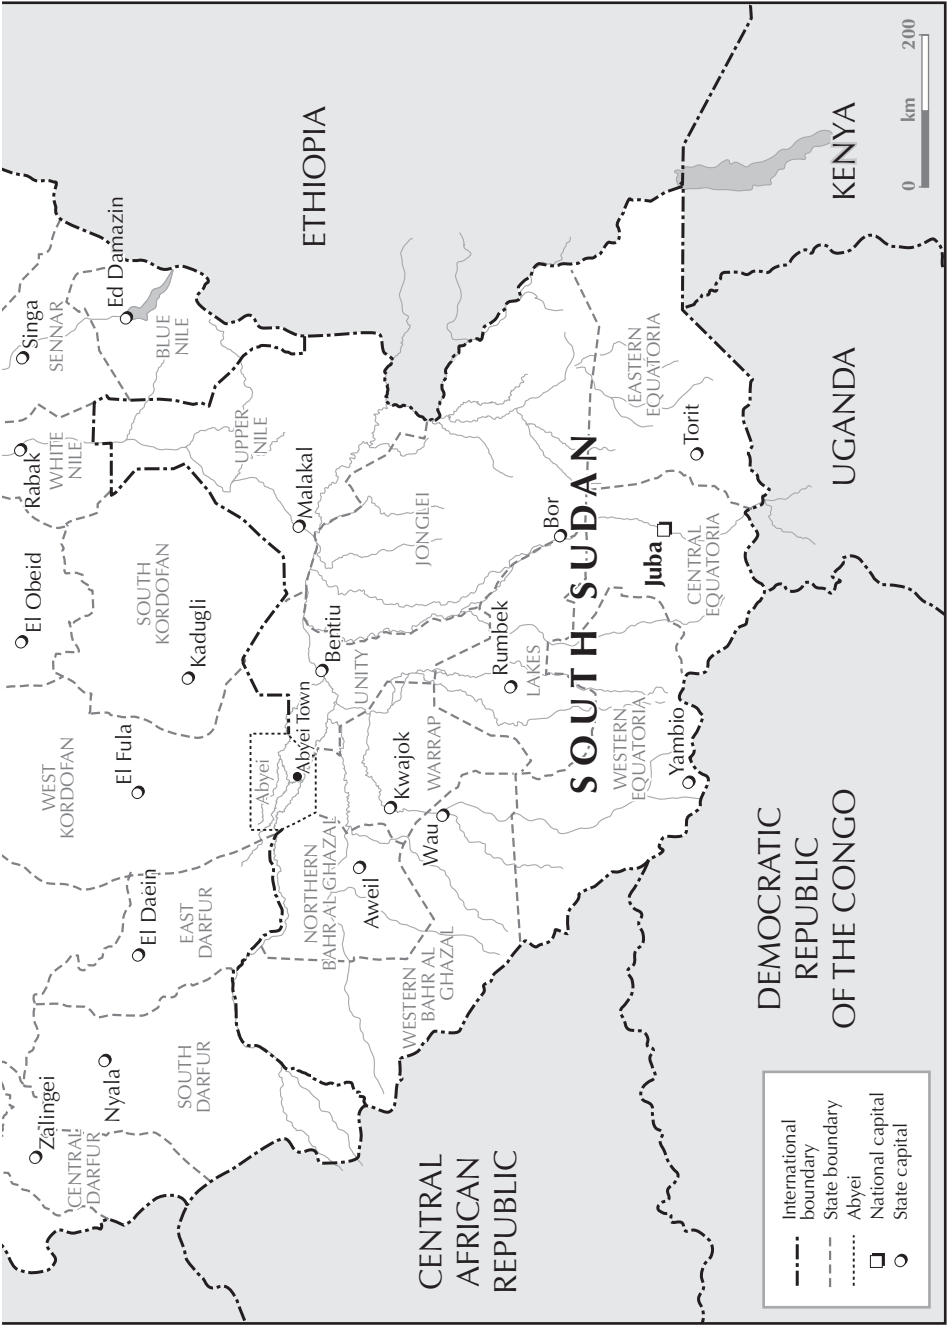 Zalingei
CENTRAL
DARFUR
Nyala
SOUTH
DARFUR
El Daëin
EAST
DARFUR
WEST
KORDOFAN
El Fula
El Obeid
SOUTH
KORDOFAN
Kadugli
Rabak
WHITE
NILE
Singa
SENNAR
Ed Damazin
BLUE
NILE
UPPER
NILE
ETHIOPIA
Abyei
Abyei Town
Bentiu
UNITY
Malakal
JONGLEI
NORTHERN
BAHR AL GHAZAL
Aweil
Kwajok
WARRAP
Wau
WESTERN
BAHR AL
GHAZAL
Rumbek
LAKES
Bor
SOUTH SUDAN
WESTERN
EQUATORIA
Yambio
Juba
CENTRAL
EQUATORIA
EASTERN
EQUATORIA
Torit
CENTRAL
AFRICAN
REPUBLIC
DEMOCRATIC
REPUBLIC
OF THE CONGO
UGANDA
KENYA
International
boundary
State boundary
Abyei
National capital
State capital
0 km 200